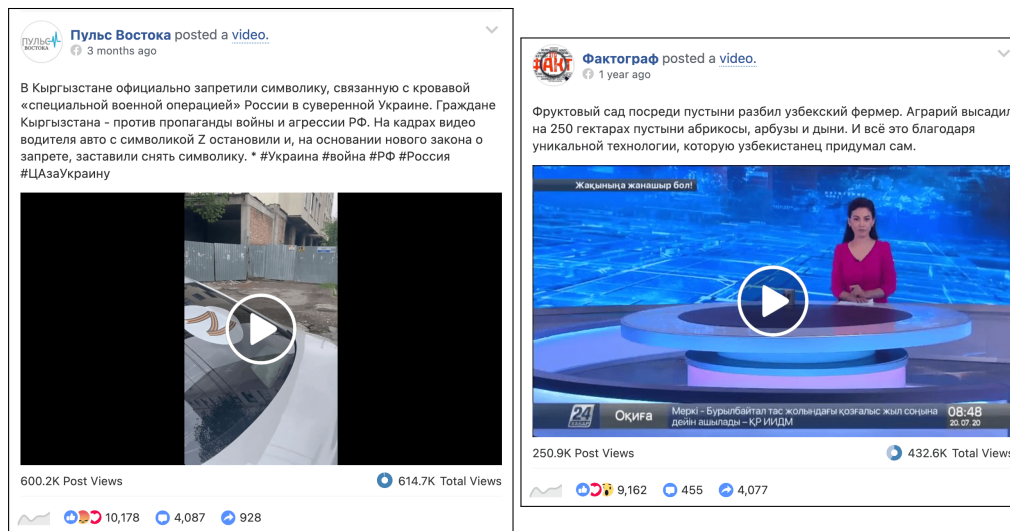 ПУЛЬС
ВОСТОКА
Пульс Востока posted a video.
3 months ago
В Кыргызстане официально запретили символику, связанную с кровавой
«специальной военной операцией» России в суверенной Украине. Граждане
Кыргызстана - против пропаганды войны и агрессии РФ. На кадрах видео
водителя авто с символикой Z остановили и, на основании нового закона о
запрете, заставили снять символику. * #Украина #война #РФ #Россия
#ЦАзаУкраину
600.2K Post Views
614.7K Total Views
10,178 4,087 928
#ФАКТ
Фактограф posted a video.
1 year ago
Фруктовый сад посреди пустыни разбил узбекский фермер. Аграрий высадил
на 250 гектарах пустыни абрикосы, арбузы и дыни. И всё это благодаря
уникальной технологии, которую узбекистанец придумал сам.
Жақыныңа жанашыр бол!
24
Оқиға
Меркі - Бурылбайтал тас жолындағы қозғалыс жыл соңына
дейін ашылады – ҚР ИИДМ
08:48
20.07.20
250.9K Post Views
432.6K Total Views
9,162 455 4,077